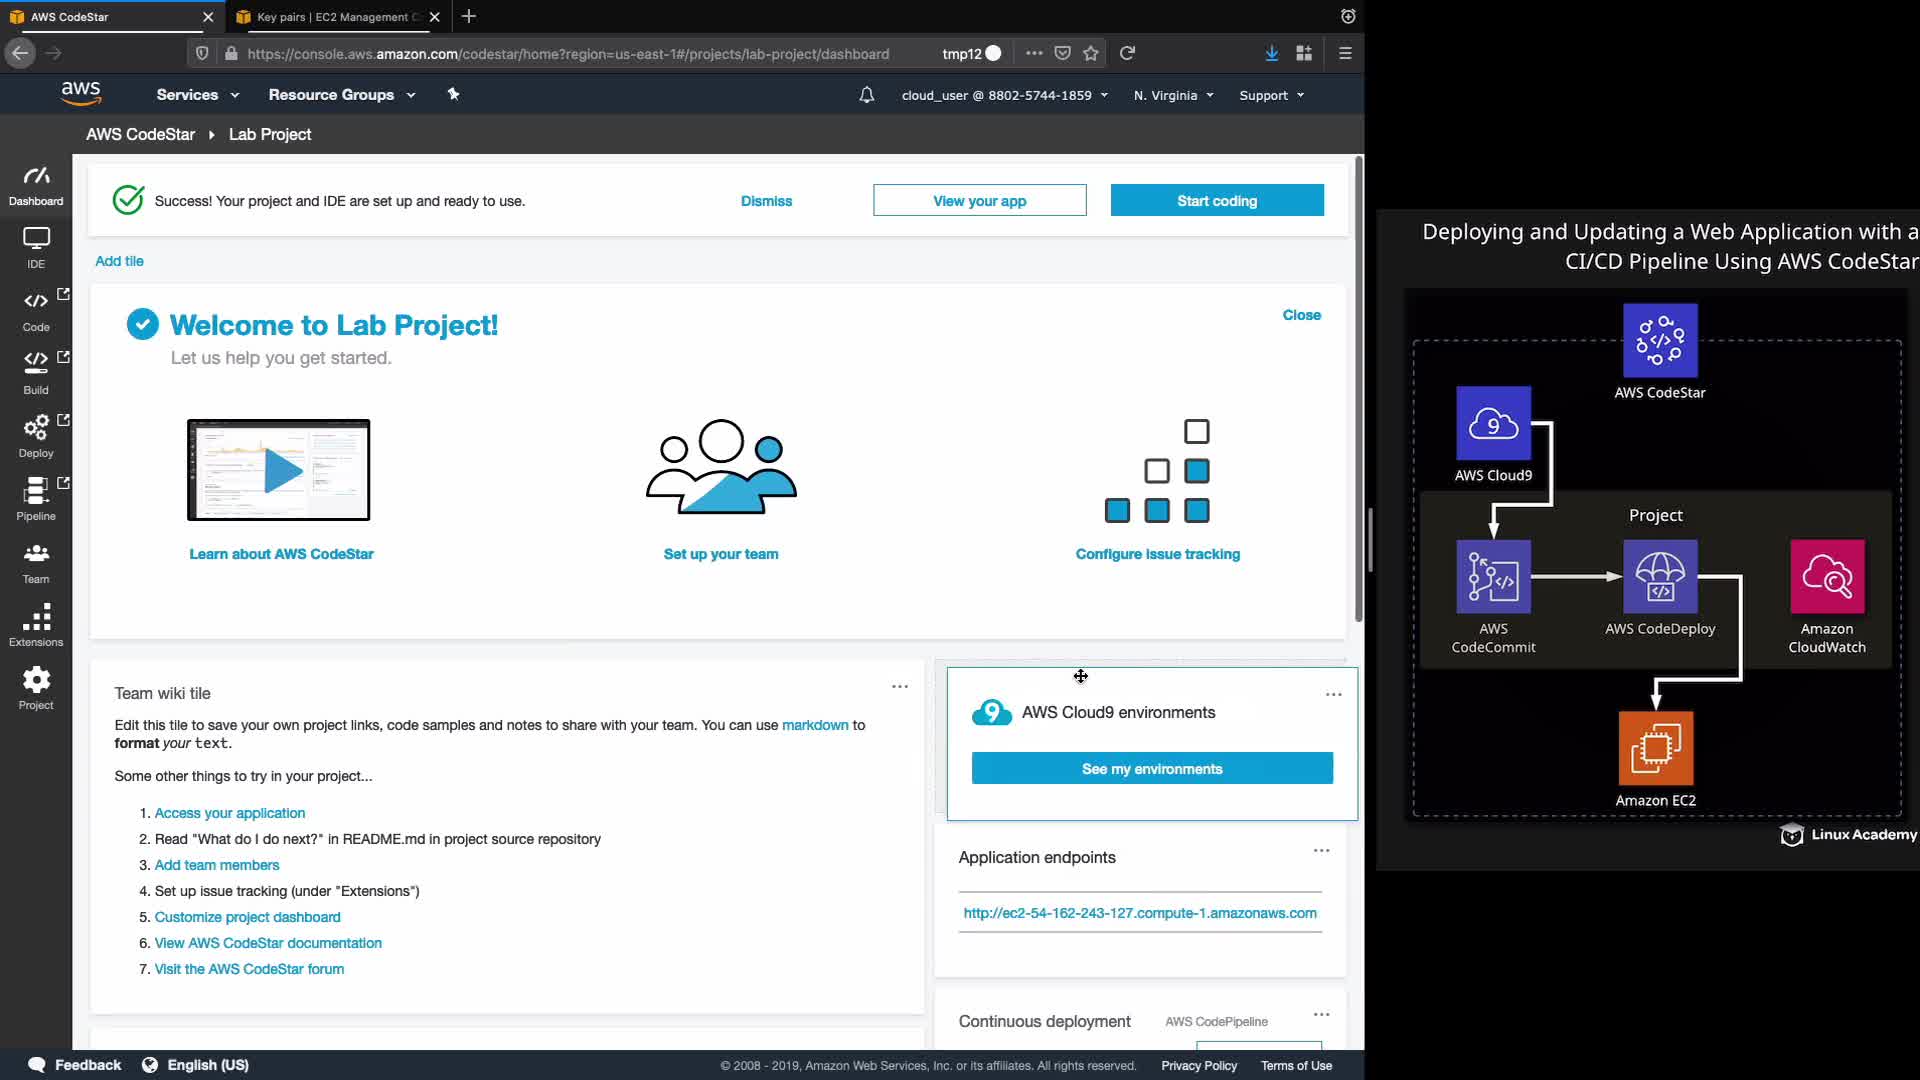 AWS CodeStar
Key pairs | EC2 Management C
https://console.aws.amazon.com/codestar/home?region=us-east-1#/projects/lab-project/dashboard
tmp12
aws
Services
Resource Groups
cloud_user @ 8802-5744-1859
N. Virginia
Support
AWS CodeStar
Lab Project
Dashboard
IDE
Code
Build
Deploy
Pipeline
Team
Extensions
Project
Success! Your project and IDE are set up and ready to use.
Dismiss
View your app
Start coding
Add tile
Welcome to Lab Project!
Close
Let us help you get started.
Learn about AWS CodeStar
Set up your team
Configure issue tracking
Team wiki tile
Edit this tile to save your own project links, code samples and notes to share with your team. You can use markdown to
format your text.
Some other things to try in your project...
1. Access your application
2. Read "What do I do next?" in README.md in project source repository
3. Add team members
4. Set up issue tracking (under "Extensions")
5. Customize project dashboard
6. View AWS CodeStar documentation
7. Visit the AWS CodeStar forum
9
AWS Cloud9 environments
See my environments
Application endpoints
http://ec2-54-162-243-127.compute-1.amazonaws.com
Continuous deployment
AWS CodePipeline
Feedback
English (US)
© 2008 - 2019, Amazon Web Services, Inc. or its affiliates. All rights reserved.
Privacy Policy
Terms of Use
Deploying and Updating a Web Application with a
CI/CD Pipeline Using AWS CodeStar
AWS CodeStar
9
AWS Cloud9
Project
AWS
CodeCommit
AWS CodeDeploy
Amazon
CloudWatch
Amazon EC2
Linux Academy